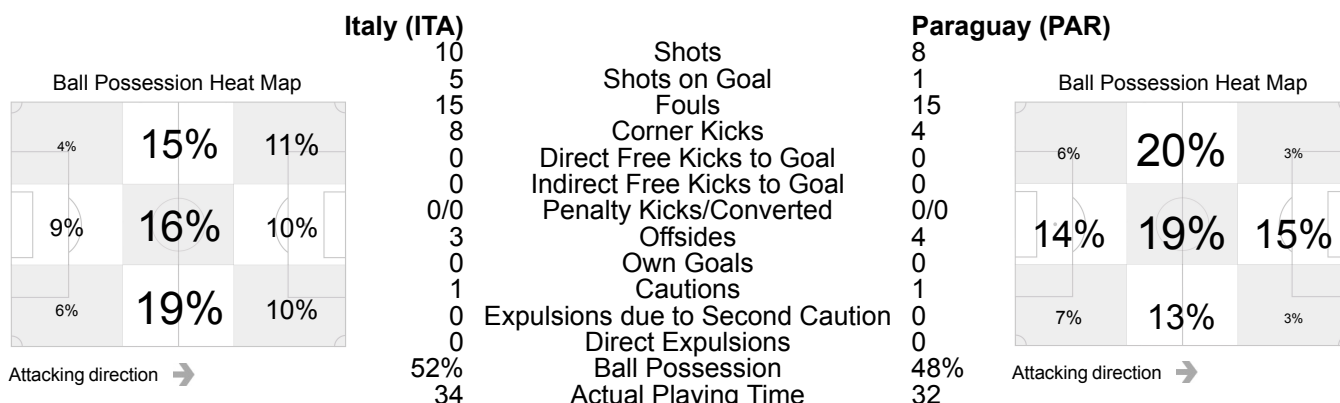 Italy (ITA) Paraguay (PAR)
10 Shots 8
5 Shots on Goal 1
15 Fouls 15
8 Corner Kicks 4
0 Direct Free Kicks to Goal 0
0 Indirect Free Kicks to Goal 0
0/0 Penalty Kicks/Converted 0/0
3 Offsides 4
0 Own Goals 0
1 Cautions 1
0 Expulsions due to Second Caution 0
0 Direct Expulsions 0
52% Ball Possession 48%
34 Actual Playing Time 32
Ball Possession Heat Map
4% 15% 11%
9% 16% 10%
6% 19% 10%
Attacking direction
Ball Possession Heat Map
6% 20% 3%
14% 19% 15%
7% 13% 3%
Attacking direction